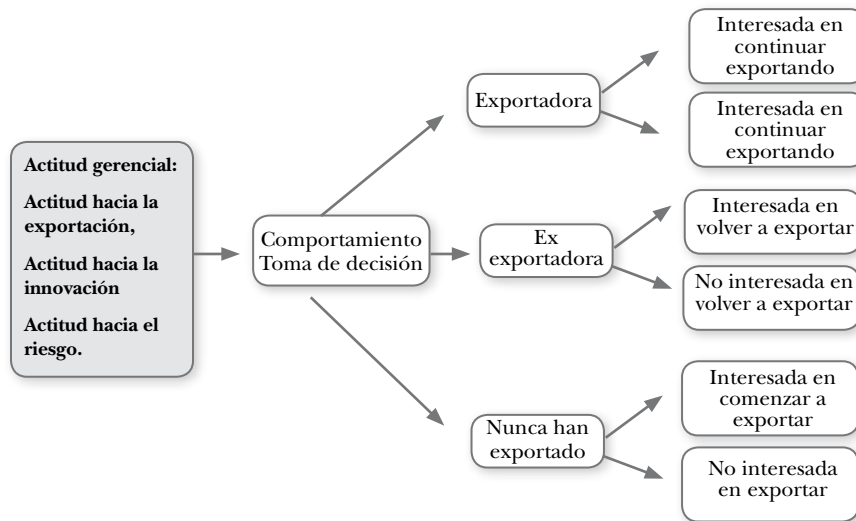 Actitud gerencial:
Actitud hacia la
exportación,
Actitud hacia la
innovación
Actitud hacia el
riesgo.
Comportamiento
Toma de decisión
Exportadora
Interesada en
continuar
exportando
Interesada en
continuar
exportando
Ex
exportadora
Interesada en
volver a exportar
No interesada en
volver a exportar
Nunca han
exportado
Interesada en
comenzar a
exportar
No interesada
en exportar